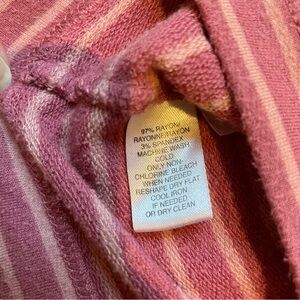 97% RAYON/
RAYONNE/RAYON
3% SPANDEX
MACHINE WASH
COLD
ONLY NON-
CHLORINE BLEACH
WHEN NEEDED
RESHAPE DRY FLAT
COOL IRON
IF NEEDED
OR DRY CLEAN